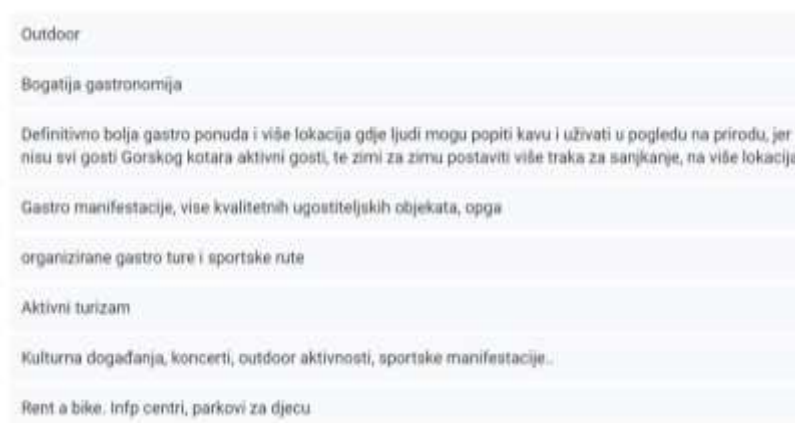 Outdoor
Bogatija gastronomija
Definitivno bolja gastro ponuda i više lokacija gdje ljudi mogu popiti kavu i uživati u pogledu na prirodu, jer
nisu svi gosti Gorskog kotara aktivni gosti, te zimi za zimu postaviti više traka za sanjkanje, na više lokacija
Gastro manifestacije, vise kvalitetnih ugostiteljskih objekata, opga
organizirane gastro ture i sportske rute
Aktivni turizam
Kulturna događanja, koncerti, outdoor aktivnosti, sportske manifestacije..
Rent a bike. Infp centri, parkovi za djecu